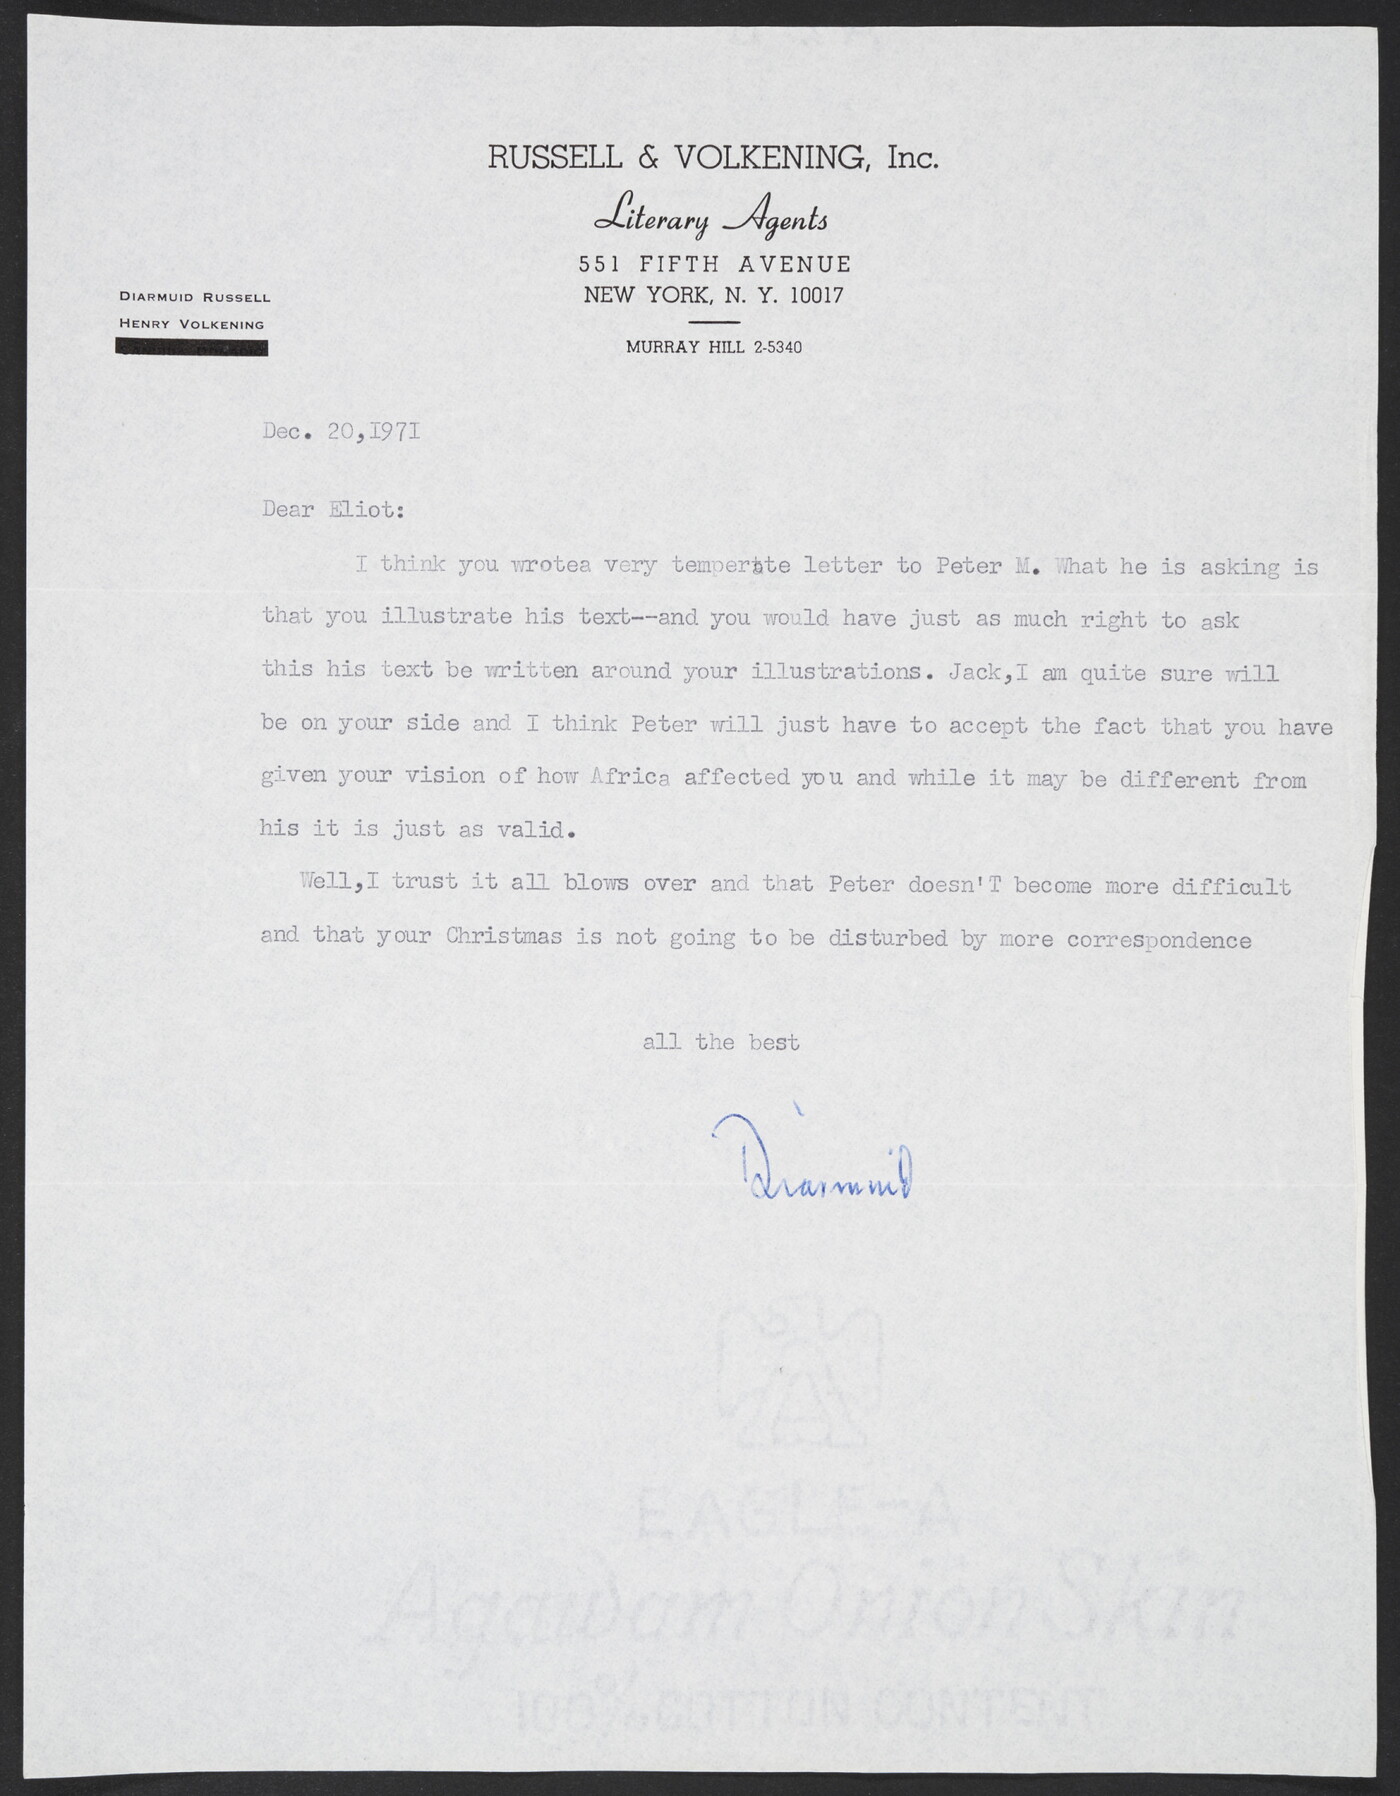 RUSSELL & VOLKENING, Inc.
Literary Agents
551 FIFTH AVENUE
NEW YORK, N. Y. 10017
MURRAY HILL 2-5340
DIARMUID RUSSELL
HENRY VOLKENING
Dec. 20,I97I
Dear Eliot:
I think you wrotea very temperate letter to Peter M. What he is asking is
that you illustrate his text--and you would have just as much right to ask
this his text be written around your illustrations. Jack,I am quite sure will
be on your side and I think Peter will just have to accept the fact that you have
given your vision of how Africa affected you and while it may be different from
his it is just as valid.
Well,I trust it all blows over and that Peter doesn'T become more difficult
and that your Christmas is not going to be disturbed by more correspondence
all the best
Diarmuid
EAGLE-A
Agawam Onion Skin
100% COTTON CONTENT